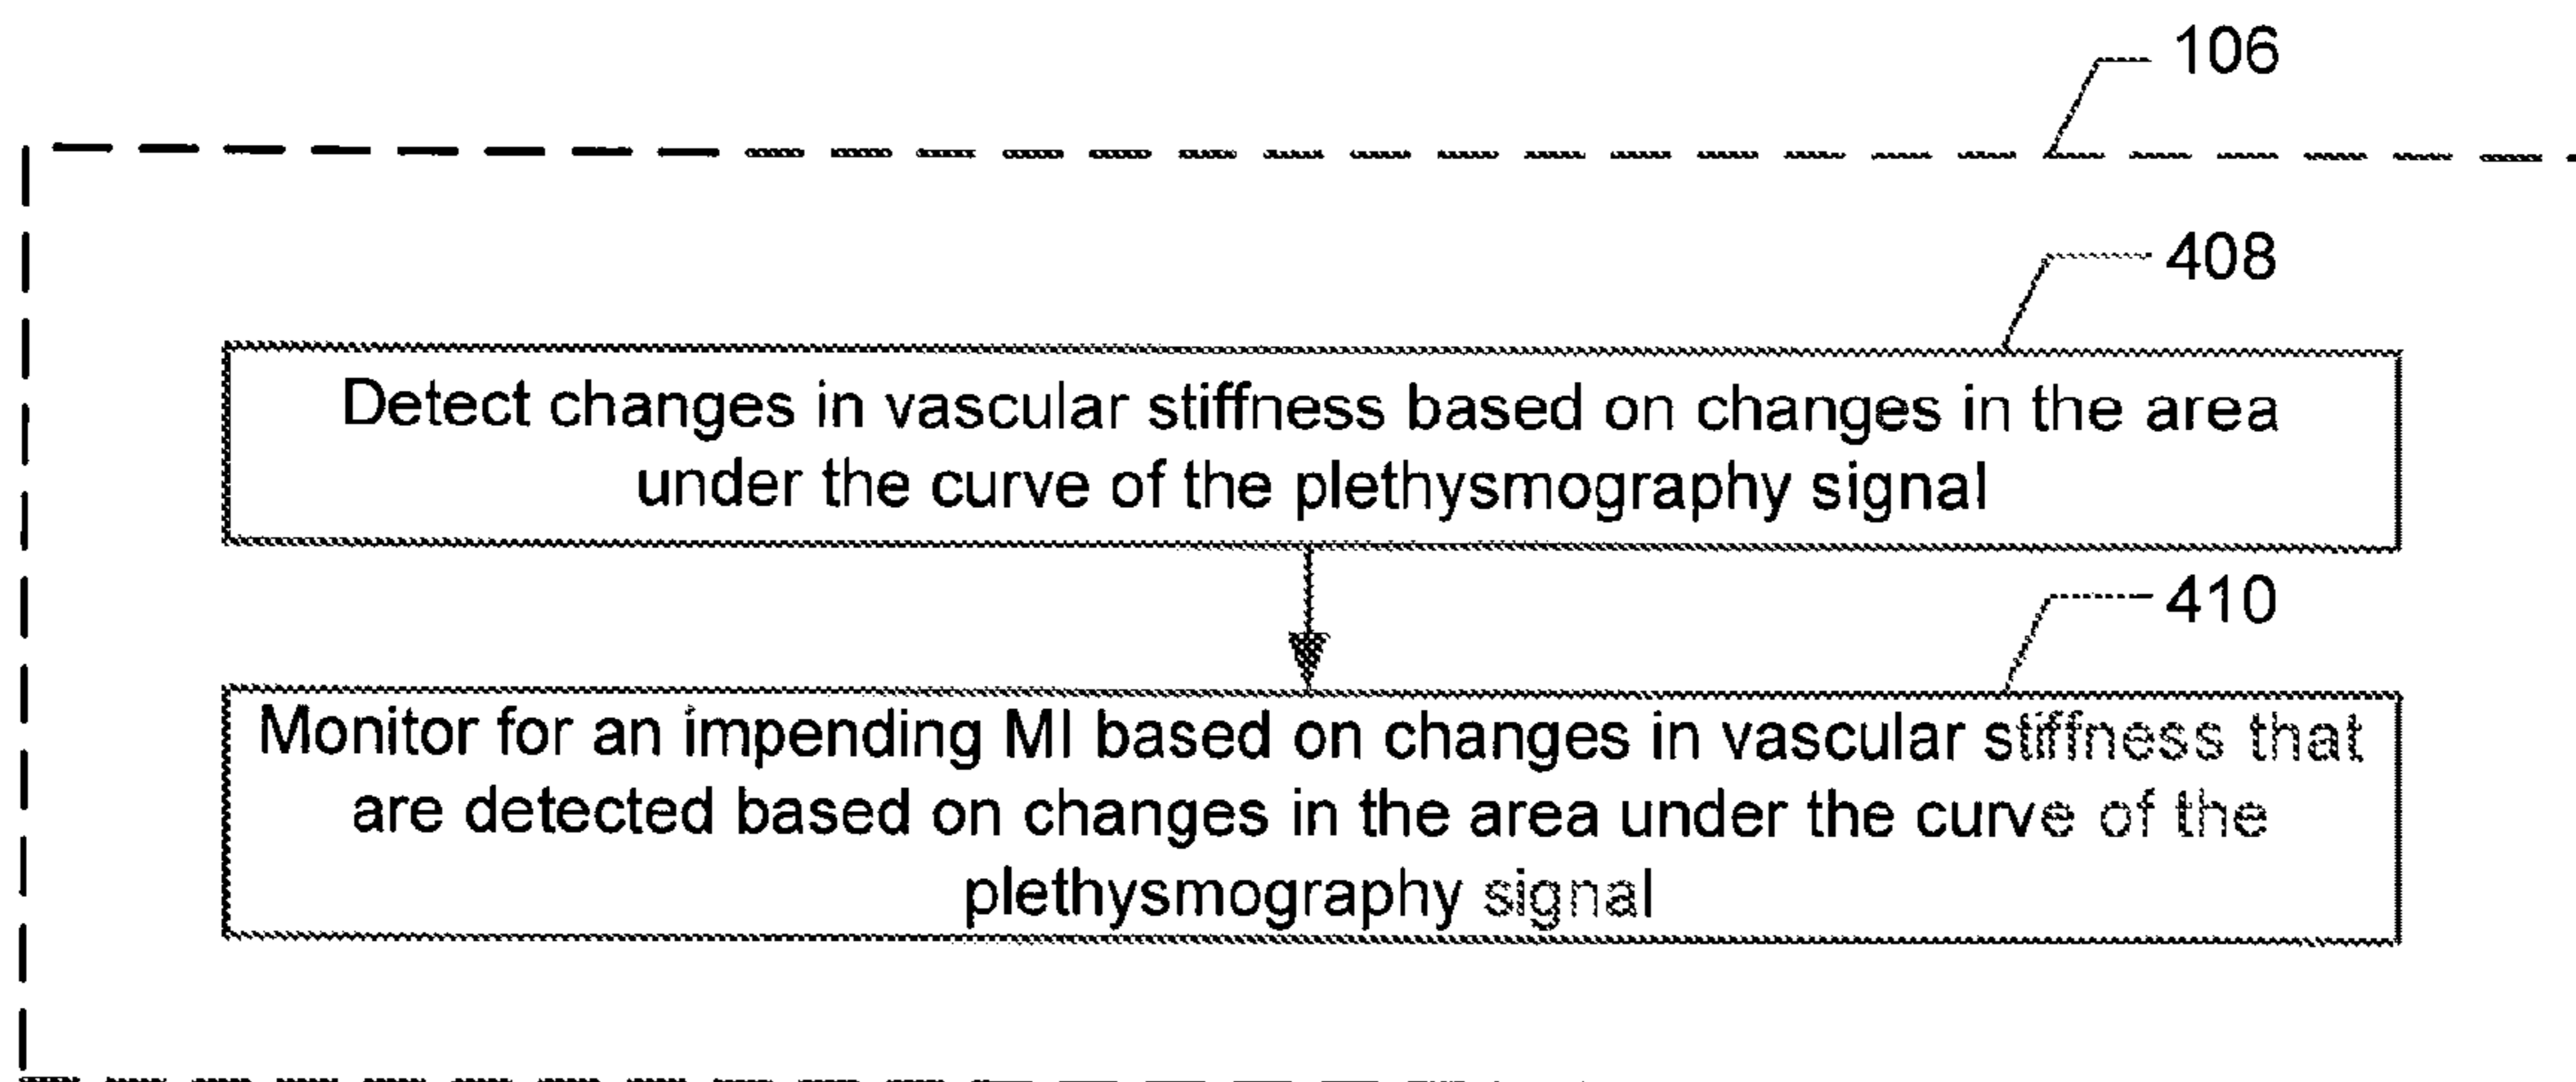 106
408
Detect changes in vascular stiffness based on changes in the area
under the curve of the plethysmography signal
410
Monitor for an impending MI based on changes in vascular stiffness that
are detected based on changes in the area under the curve of the
plethysmography signal